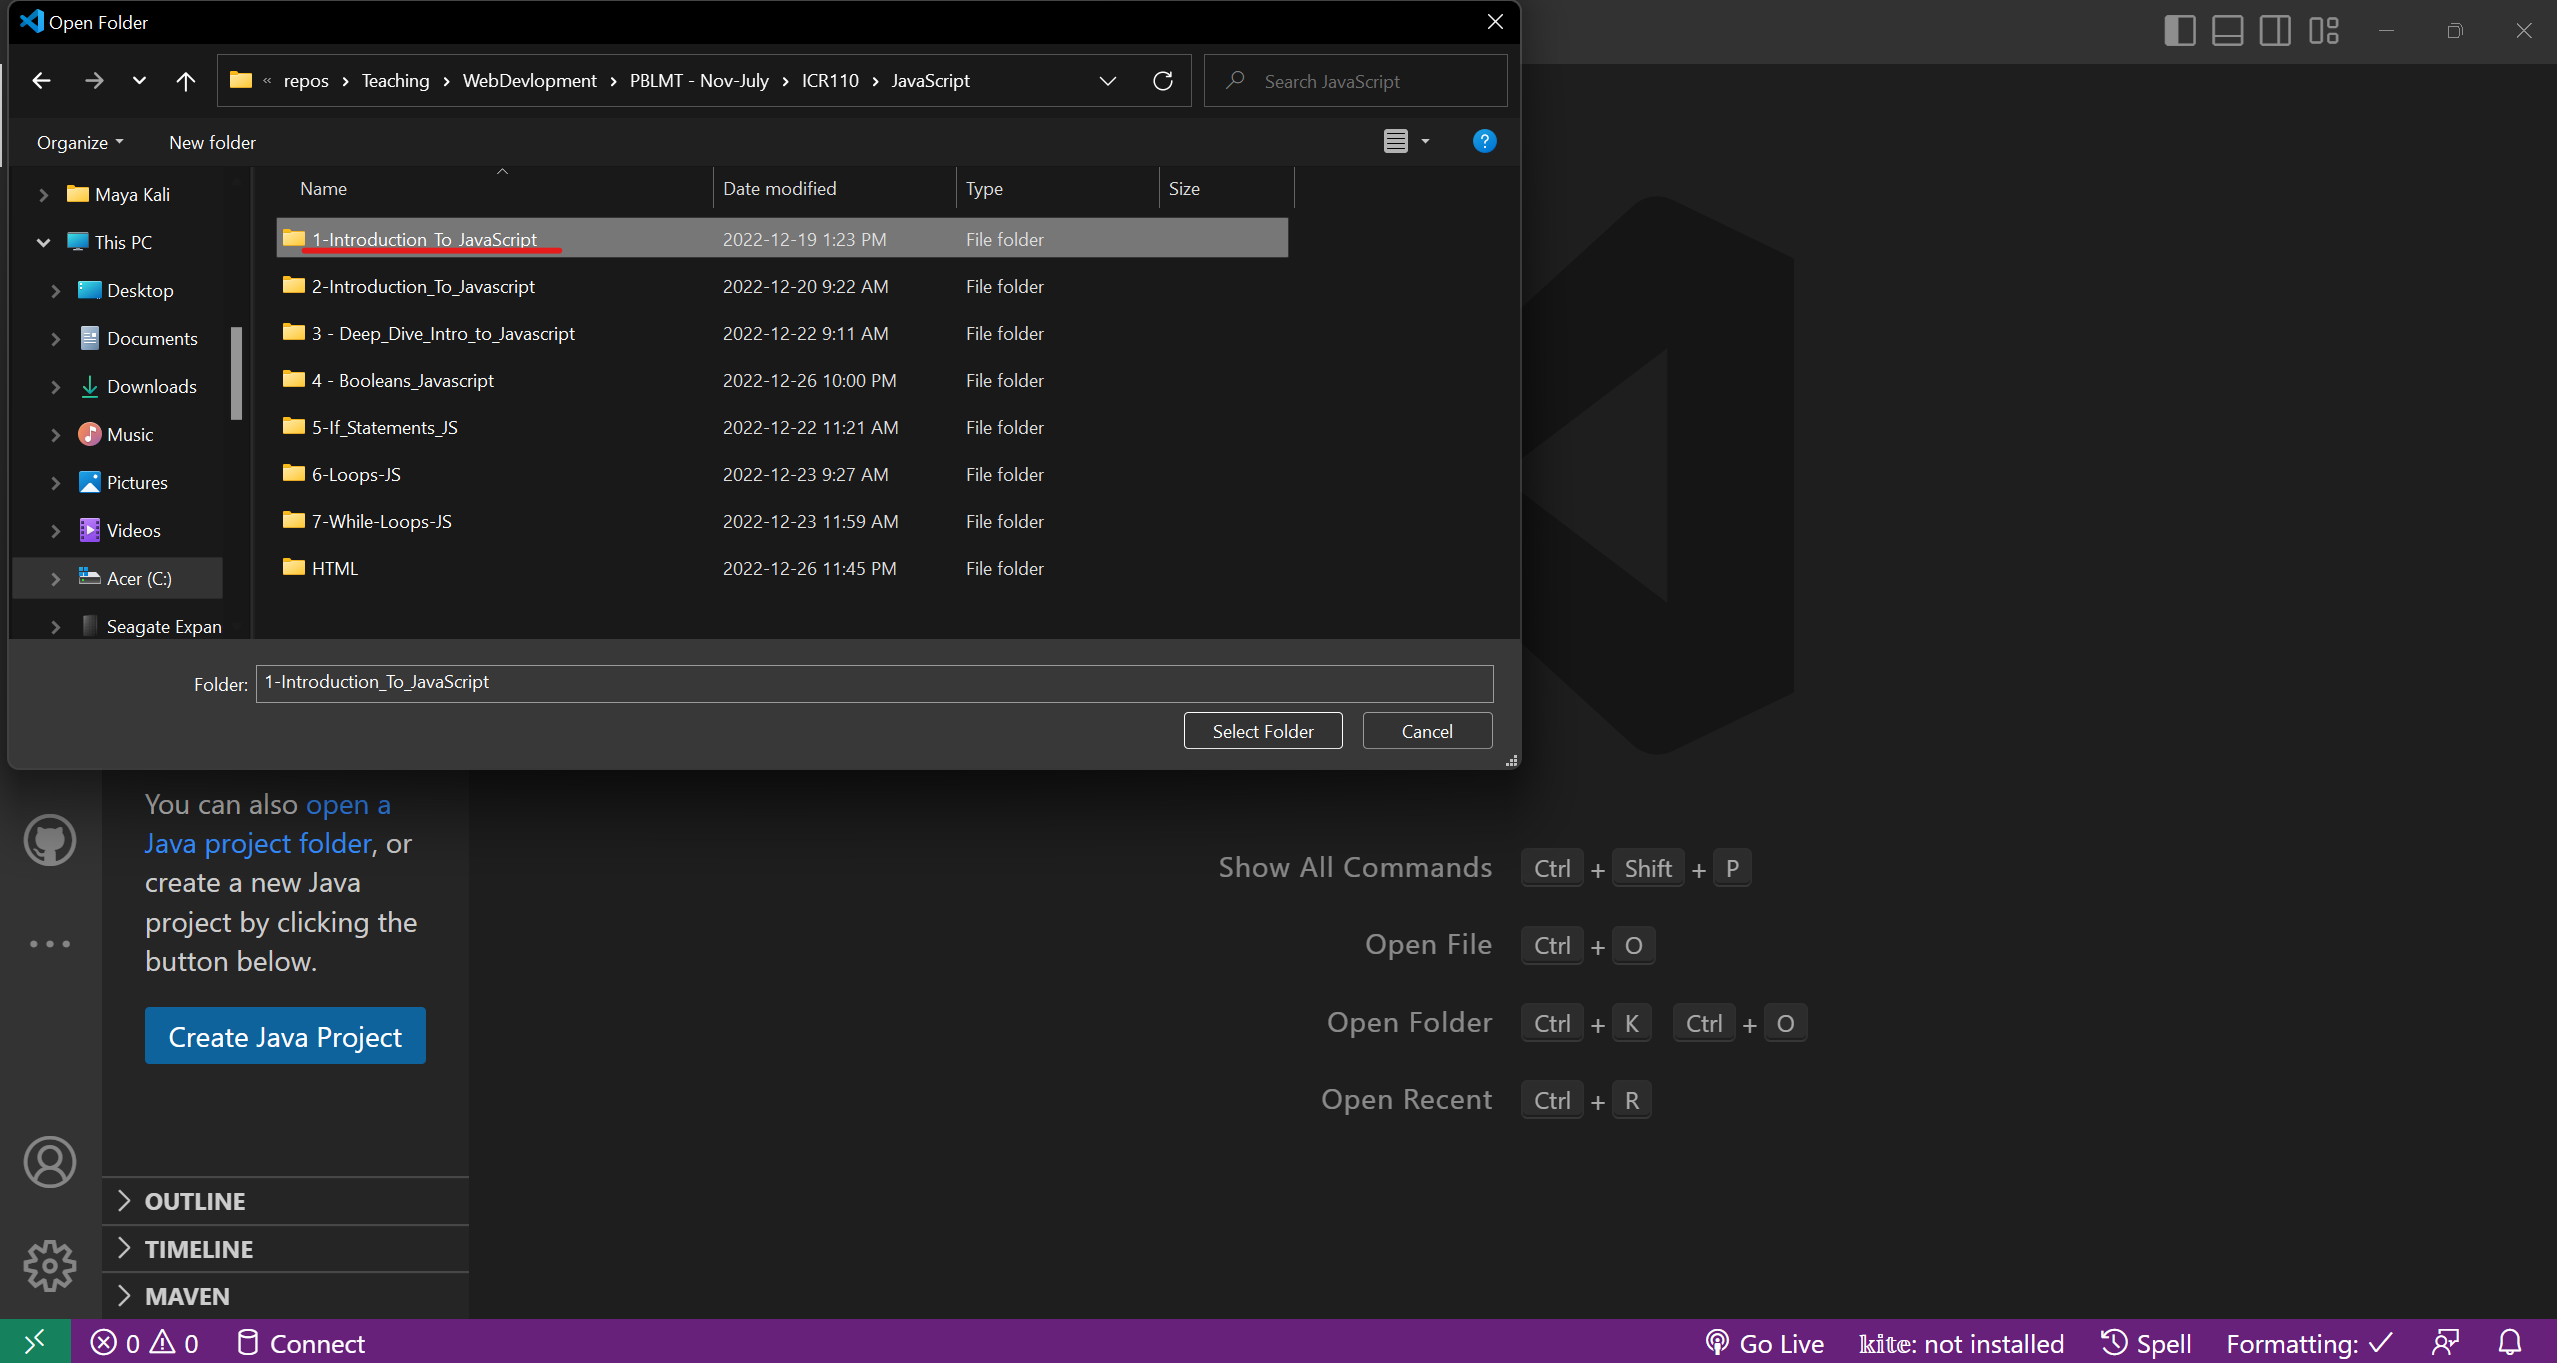 Open Folder
« repos › Teaching › WebDevlopment › PBLMT - Nov-July › ICR110 › JavaScript
Search JavaScript
Organize
New folder
?
Maya Kali
This PC
Desktop
Documents
Downloads
Music
Pictures
Videos
Acer (C:)
Seagate Expan
Name Date modified Type Size
1-Introduction_To_JavaScript 2022-12-19 1:23 PM File folder
2-Introduction_To_Javascript 2022-12-20 9:22 AM File folder
3 - Deep_Dive_Intro_to_Javascript 2022-12-22 9:11 AM File folder
4 - Booleans_Javascript 2022-12-26 10:00 PM File folder
5-If_Statements_JS 2022-12-22 11:21 AM File folder
6-Loops-JS 2022-12-23 9:27 AM File folder
7-While-Loops-JS 2022-12-23 11:59 AM File folder
HTML 2022-12-26 11:45 PM File folder
Folder: 1-Introduction_To_JavaScript
Select Folder Cancel
You can also open a
Java project folder, or
create a new Java
project by clicking the
button below.
Create Java Project
OUTLINE
TIMELINE
MAVEN
Show All Commands Ctrl + Shift + P
Open File Ctrl + O
Open Folder Ctrl + K Ctrl + O
Open Recent Ctrl + R
0 0 Connect
Go Live kite: not installed Spell Formatting: ✓